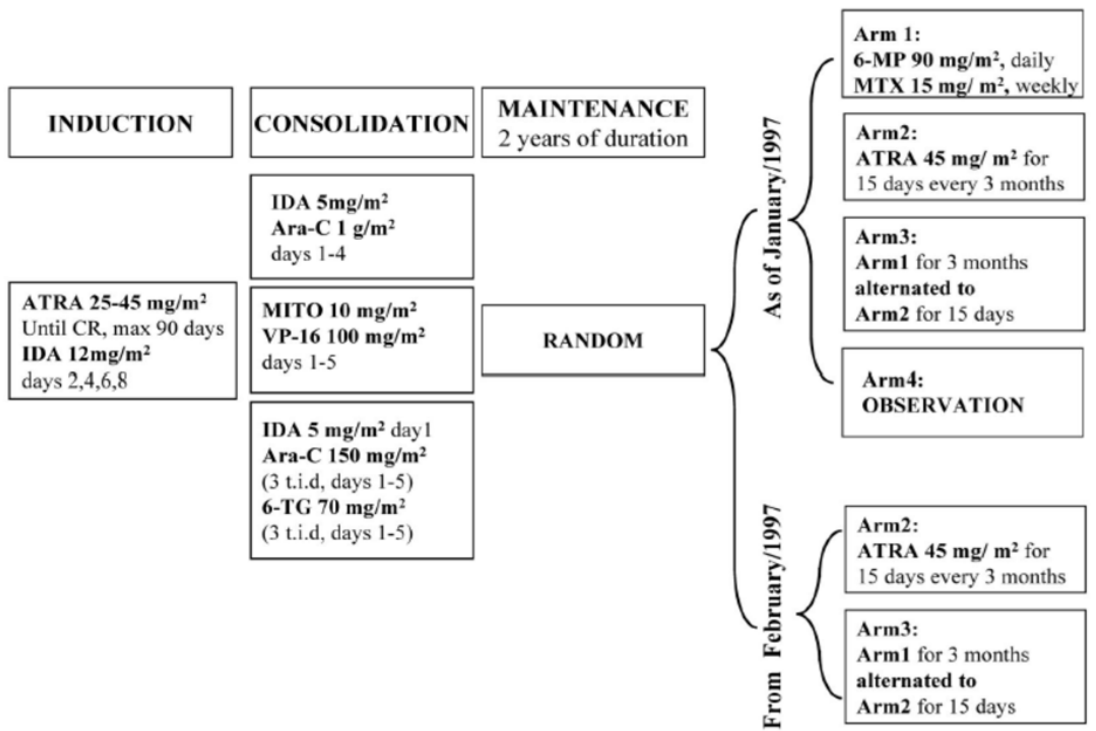 INDUCTION
ATRA 25-45 mg/m²
Until CR, max 90 days
IDA 12mg/m²
days 2,4,6,8
CONSOLIDATION
IDA 5mg/m²
Ara-C 1 g/m²
days 1-4
MITO 10 mg/m²
VP-16 100 mg/m²
days 1-5
IDA 5 mg/m² day1
Ara-C 150 mg/m²
(3 t.i.d, days 1-5)
6-TG 70 mg/m²
(3 t.i.d, days 1-5)
MAINTENANCE
2 years of duration
RANDOM
As of January/1997
Arm 1:
6-MP 90 mg/m², daily
MTX 15 mg/ m², weekly
Arm2:
ATRA 45 mg/ m² for
15 days every 3 months
Arm3:
Arm1 for 3 months
alternated to
Arm2 for 15 days
Arm4:
OBSERVATION
From February/1997
Arm2:
ATRA 45 mg/ m² for
15 days every 3 months
Arm3:
Arm1 for 3 months
alternated to
Arm2 for 15 days